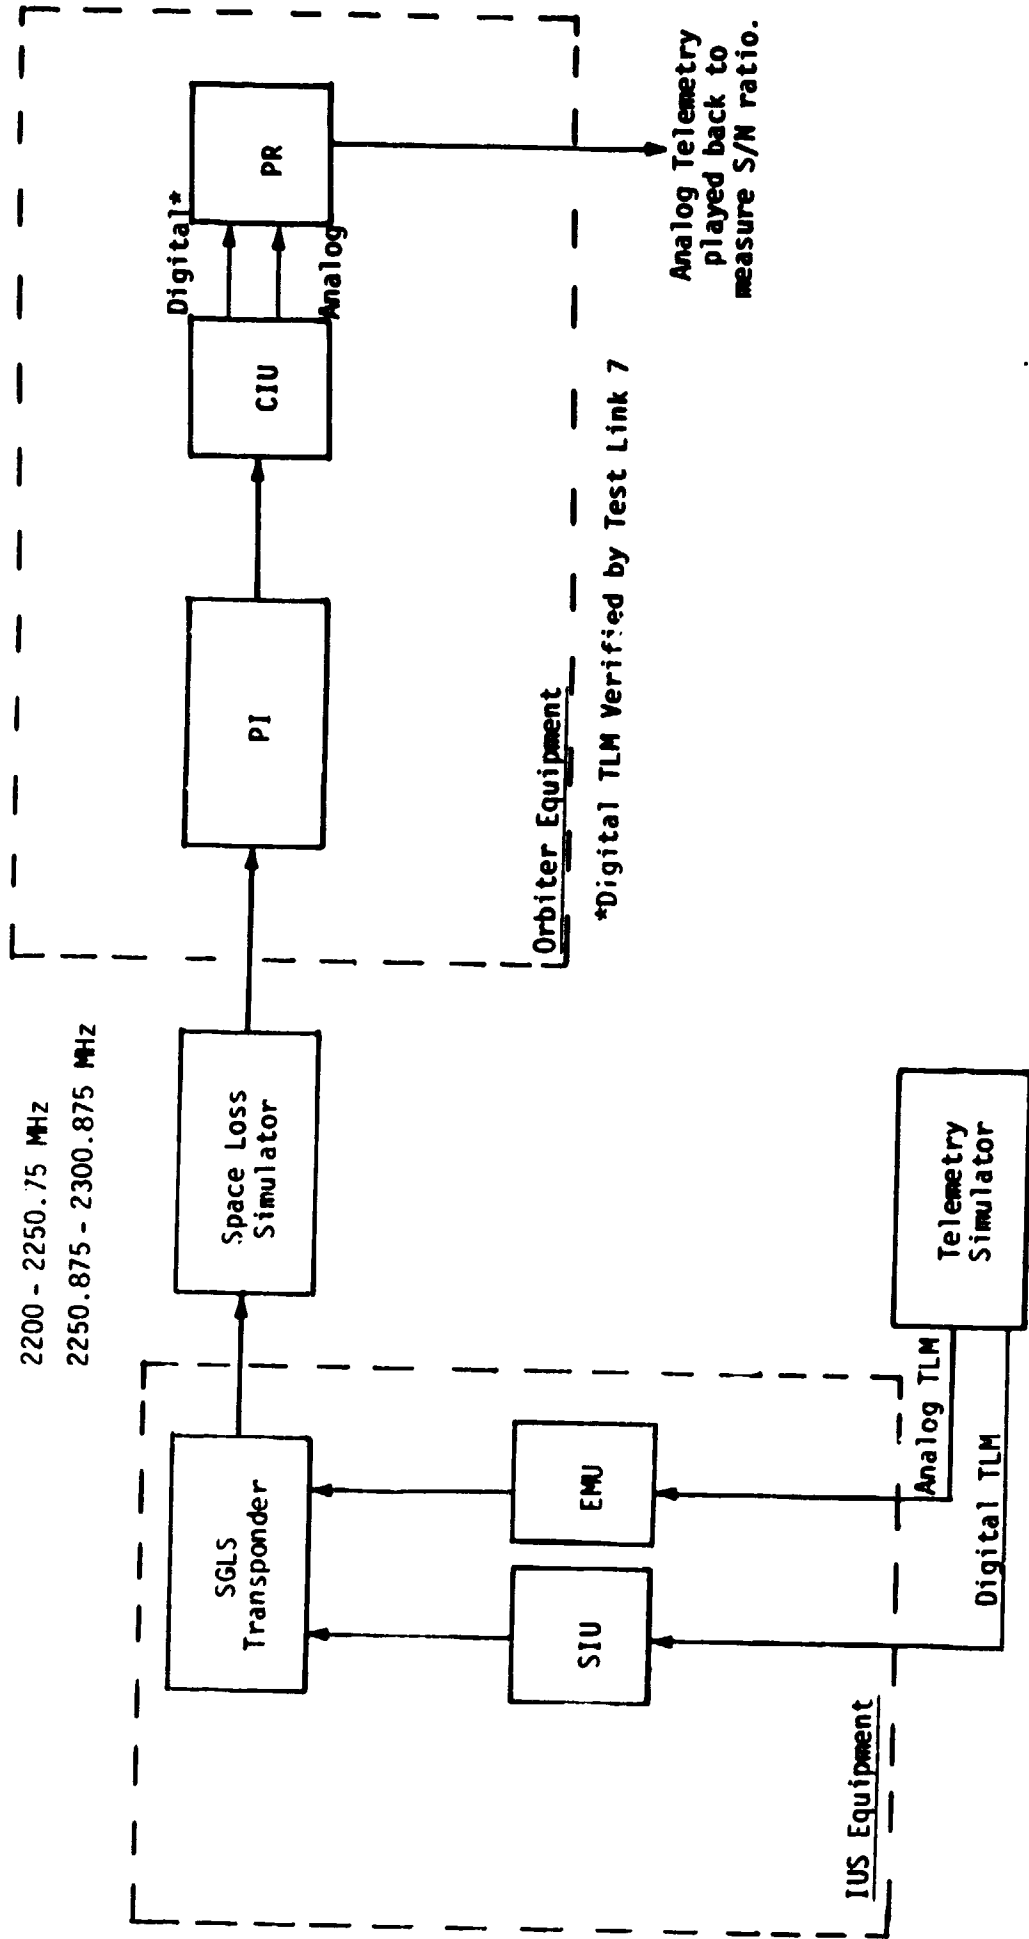 2200 - 2250.75 MHz
2250.875 - 2300.875 MHz
SGLS
Transponder
Space Loss
Simulator
PI
CIU
Digital*
Analog
PR
SIU
EMU
IUS Equipment
Orbiter Equipment
*Digital TLM Verified by Test Link 7
Analog Telemetry
played back to
measure S/N ratio.
Analog TLM
Digital TLM
Telemetry
Simulator